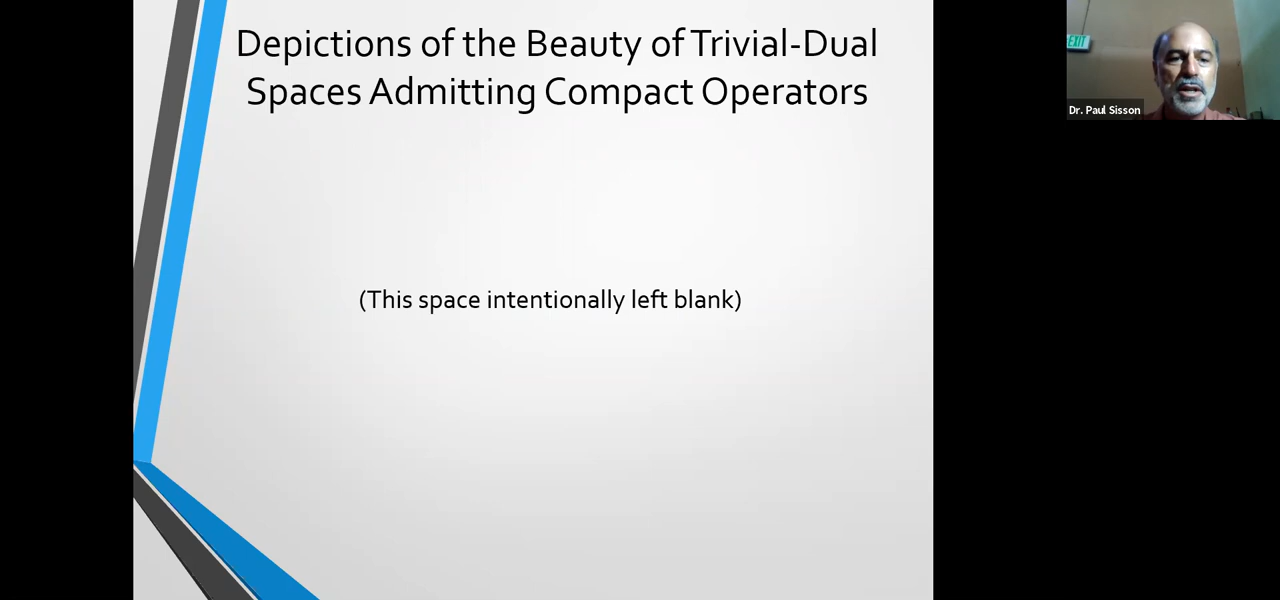 Depictions of the Beauty of Trivial-Dual
Spaces Admitting Compact Operators
(This space intentionally left blank)
EXIT
Dr. Paul Sisson